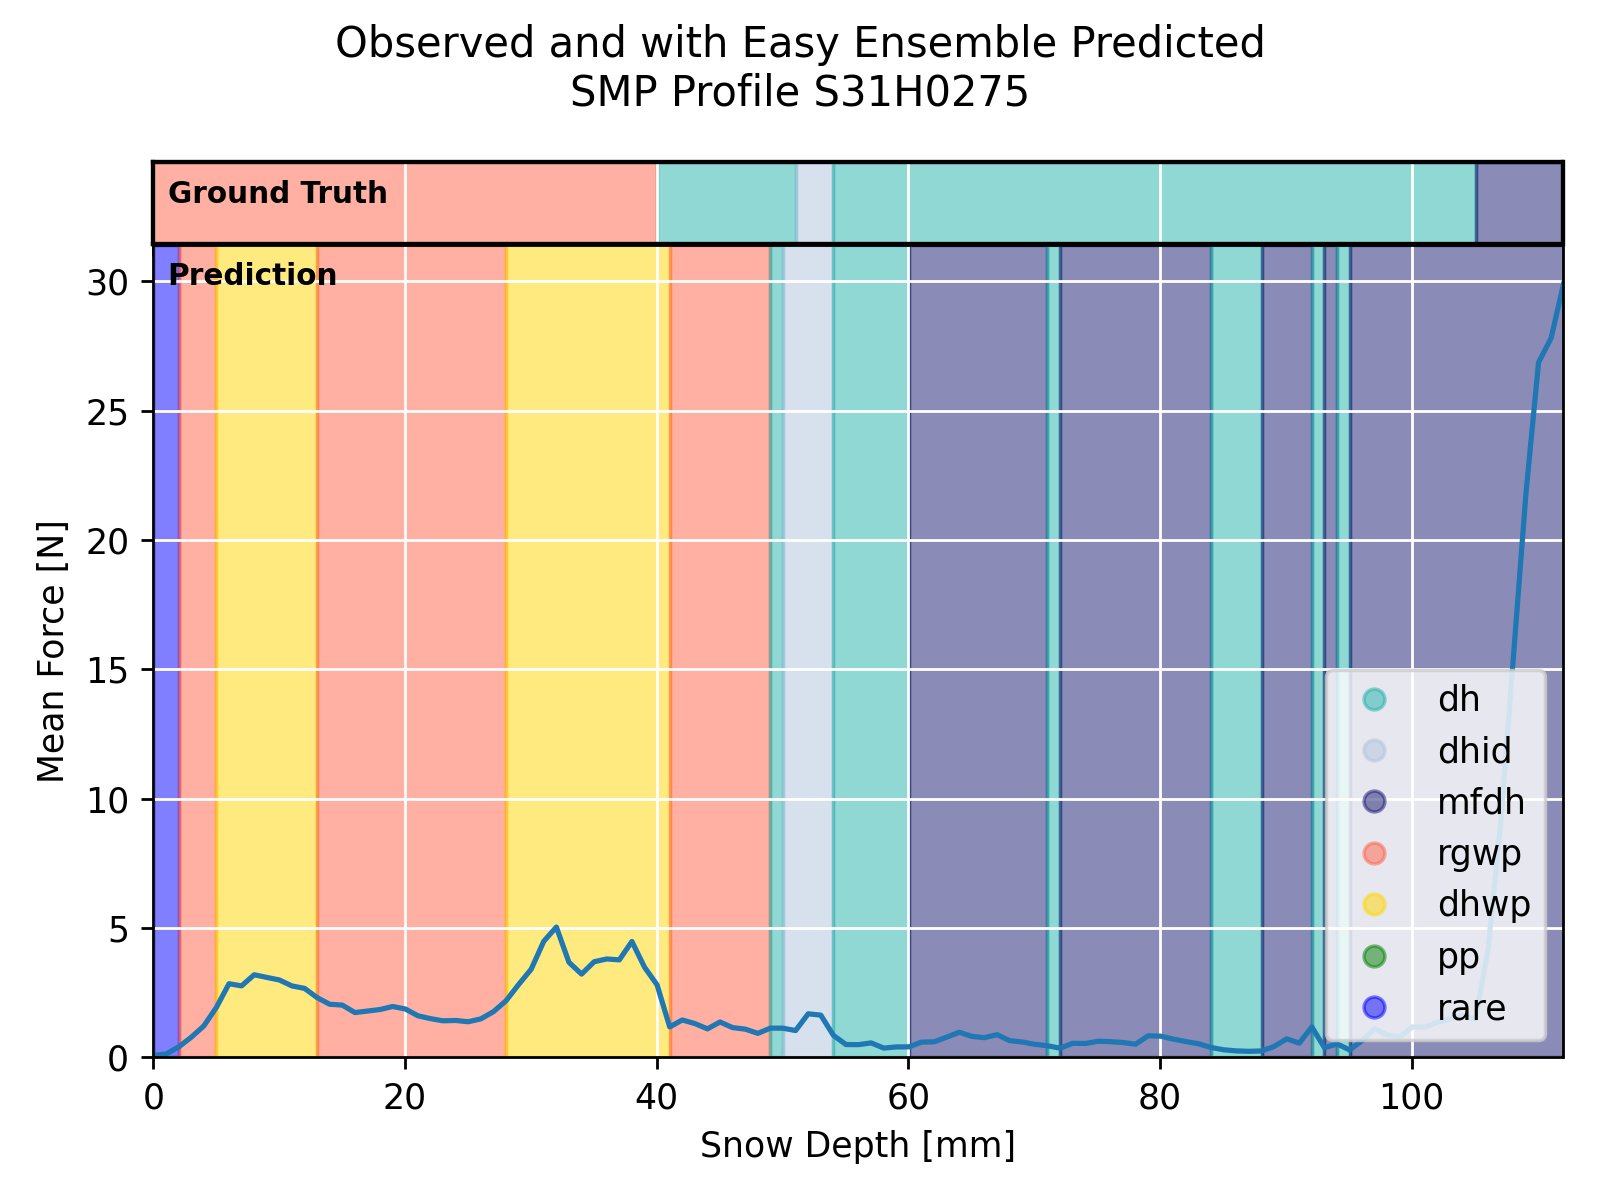 Observed and with Easy Ensemble Predicted
SMP Profile S31H0275
Ground Truth
Prediction
30
25
20
15
10
5
0
Mean Force [N]
dh
dhid
mfdh
rgwp
dhwp
pp
rare
0 20 40 60 80 100
Snow Depth [mm]